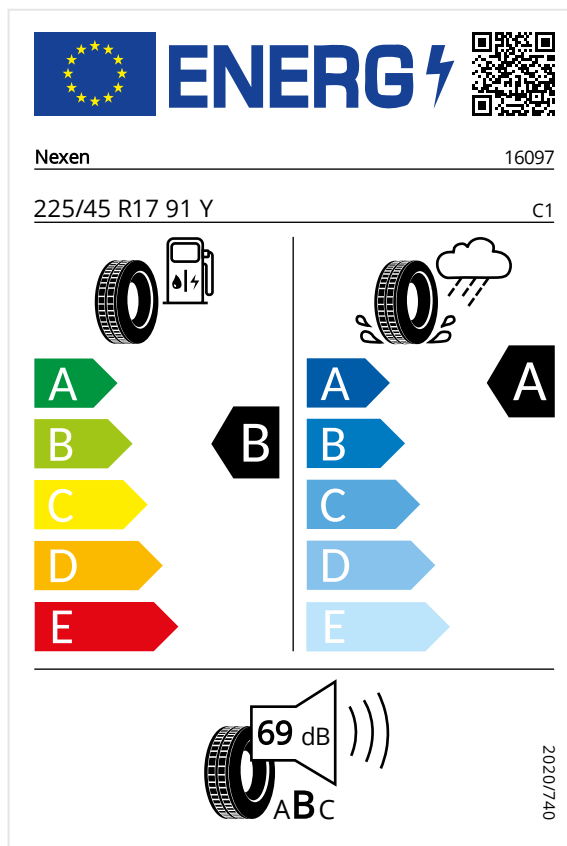 ENERG
Nexen 16097
225/45 R17 91 Y C1
A A A
B B B
C C
D D
E E
69 dB
ABC
2020/740